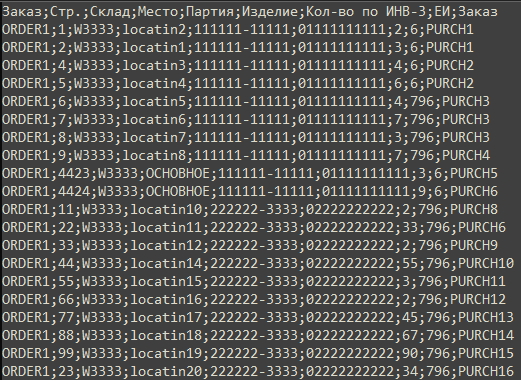 Заказ;Стр.;Склад;Место;Партия;Изделие;Кол-во по ИНВ-3;ЕИ;Заказ
ORDER1;1;W3333;locatin2;111111-11111;01111111111;2;6;PURCH1
ORDER1;2;W3333;locatin1;111111-11111;01111111111;6;6;PURCH1
ORDER1;4;W3333;locatin3;111111-11111;01111111111;4;6;PURCH2
ORDER1;5;W3333;locatin4;111111-11111;01111111111;6;6;PURCH2
ORDER1;6;W3333;locatin5;111111-11111;01111111111;4;796;PURCH3
ORDER1;7;W3333;locatin6;111111-11111;01111111111;7;796;PURCH3
ORDER1;8;W3333;locatin7;111111-11111;01111111111;3;796;PURCH3
ORDER1;9;W3333;locatin8;111111-11111;01111111111;7;796;PURCH4
ORDER1;4423;W3333;ОСНОВНОЕ;111111-11111;01111111111;3;6;PURCH5
ORDER1;4424;W3333;ОСНОВНОЕ;111111-11111;01111111111;9;6;PURCH6
ORDER1;11;W3333;locatin10;222222-3333;02222222222;2;796;PURCH8
ORDER1;22;W3333;locatin11;222222-3333;02222222222;33;796;PURCH6
ORDER1;33;W3333;locatin12;222222-3333;02222222222;2;796;PURCH9
ORDER1;44;W3333;locatin14;222222-3333;02222222222;55;796;PURCH10
ORDER1;55;W3333;locatin15;222222-3333;02222222222;3;796;PURCH11
ORDER1;66;W3333;locatin16;222222-3333;02222222222;2;796;PURCH12
ORDER1;77;W3333;locatin17;222222-3333;02222222222;45;796;PURCH13
ORDER1;88;W3333;locatin18;222222-3333;02222222222;67;796;PURCH14
ORDER1;99;W3333;locatin19;222222-3333;02222222222;90;796;PURCH15
ORDER1;23;W3333;locatin20;222222-3333;02222222222;34;796;PURCH16